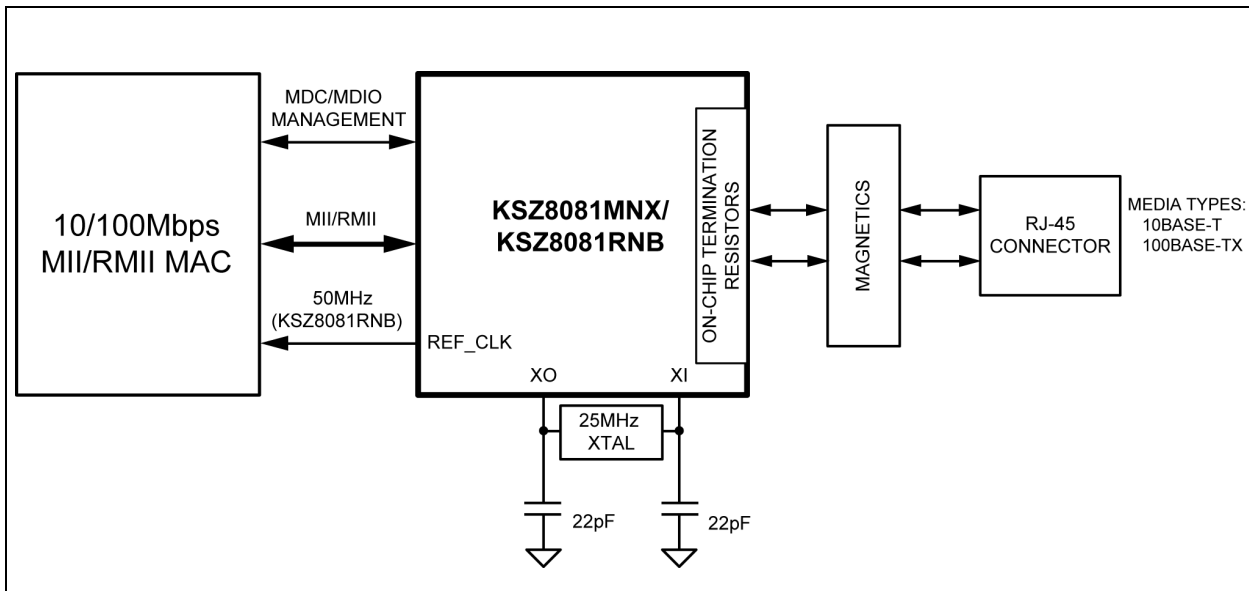 10/100Mbps
MII/RMII MAC
MDC/MDIO
MANAGEMENT
MII/RMII
50MHz
(KSZ8081RNB)
KSZ8081MNX/
KSZ8081RNB
REF_CLK
XO
XI
ON-CHIP TERMINATION
RESISTORS
25MHz
XTAL
22pF
22pF
MAGNETICS
RJ-45
CONNECTOR
MEDIA TYPES:
10BASE-T
100BASE-TX